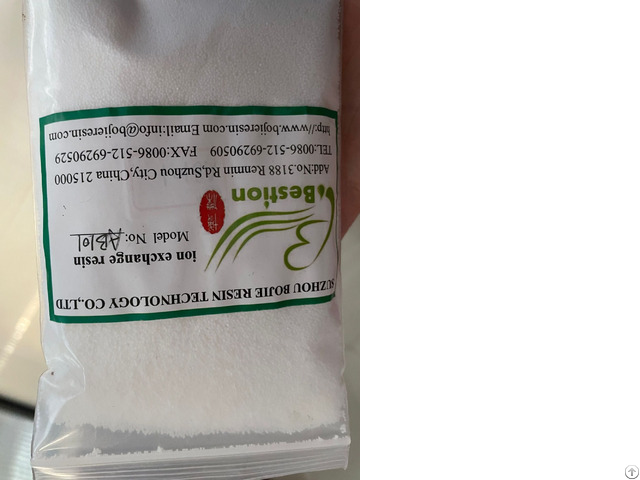 SUZHOU BOJIE RESIN TECHNOLOGY CO.,LTD
Bestion
ion exchange resin
Model No: AB101
Add:No.3188 Renmin Rd,Suzhou City,China 215000
TEL:0086-512-69290509 FAX:0086-512-69290529
http://www.bojieresin.com Email:info@bojieresin.com